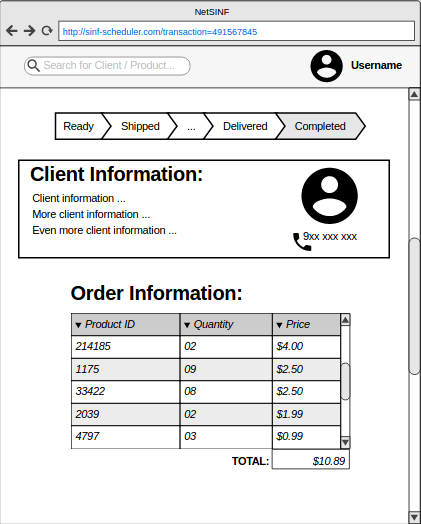 NetSINF
http://sinf-scheduler.com/transaction=491567845
Search for Client / Product... Username
Ready Shipped ... Delivered Completed
Client Information:
Client information ...
More client information ...
Even more client information ...
9xx xxx xxx
Order Information:
Product ID Quantity Price
214185 02 $4.00
1175 09 $2.50
33422 08 $2.50
2039 02 $1.99
4797 03 $0.99
TOTAL: $10.89